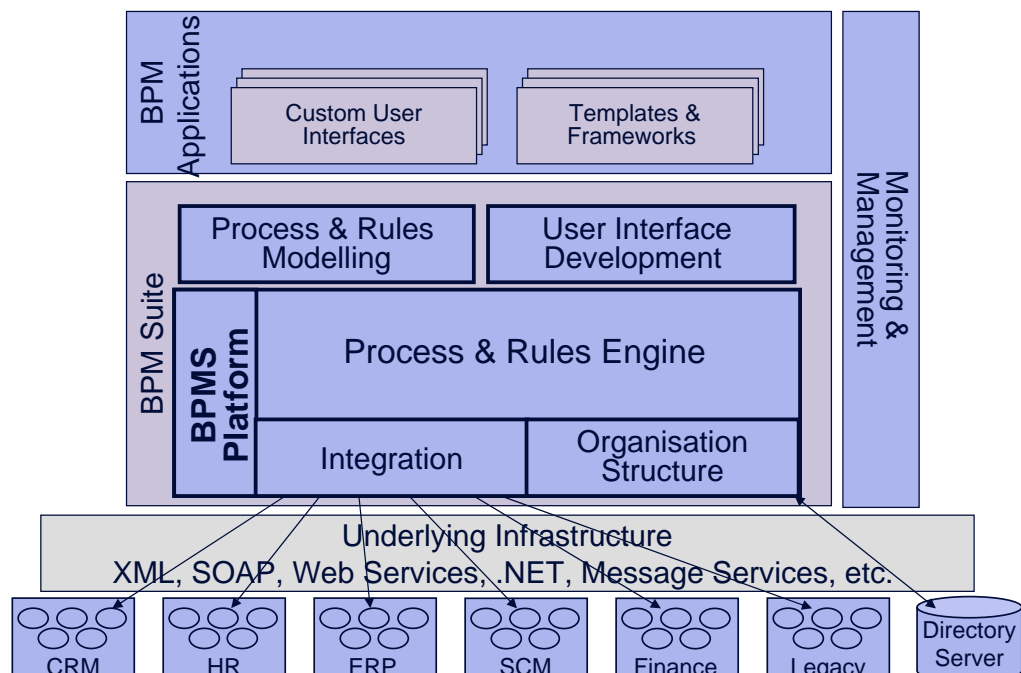 BPM
Applications
Custom User
Interfaces
Templates &
Frameworks
Monitoring &
Management
BPM Suite
Process & Rules
Modelling
User Interface
Development
BPMS
Platform
Process & Rules Engine
Integration
Organisation
Structure
Underlying Infrastructure
XML, SOAP, Web Services, .NET, Message Services, etc.
CRM
HR
ERP
SCM
Finance
Legacy
Directory
Server